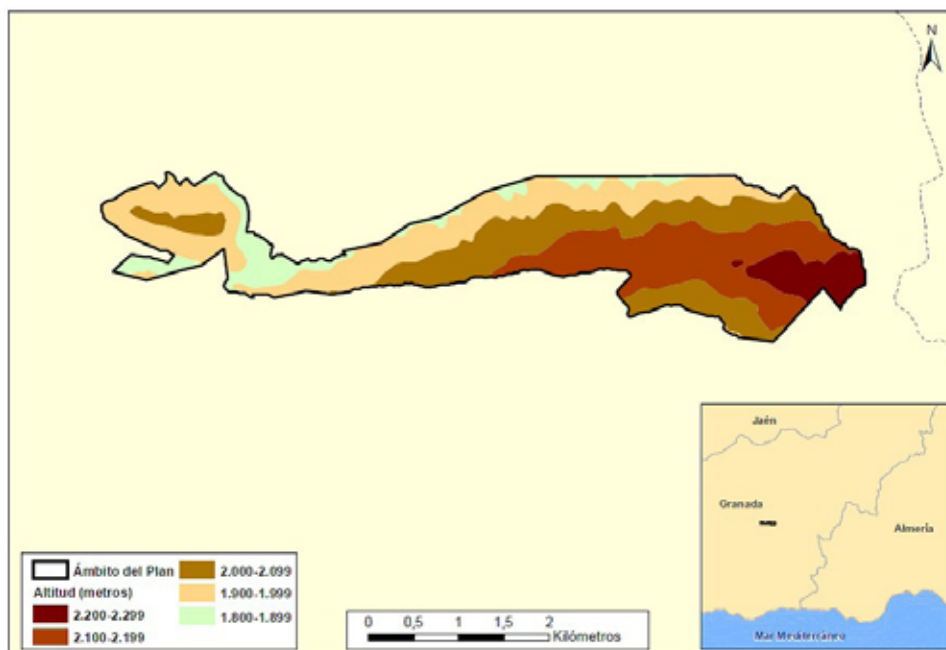 N
Ámbito del Plan
Altitud (metros)
2.200-2.299
2.100-2.199
2.000-2.099
1.900-1.999
1.800-1.899
0 0,5 1 1,5 2
Kilómetros
Jaén
Granada
Almería
Mar Mediterráneo